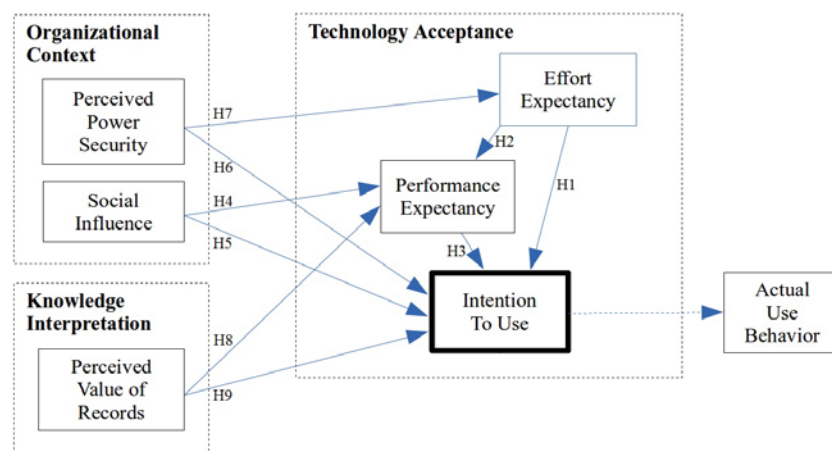 Organizational
Context
Perceived
Power
Security
Social
Influence
Knowledge
Interpretation
Perceived
Value of
Records
H7
H6
H4
H5
H8
H9
Technology Acceptance
Effort
Expectancy
H2
H1
Performance
Expectancy
H3
Intention
To Use
Actual
Use
Behavior